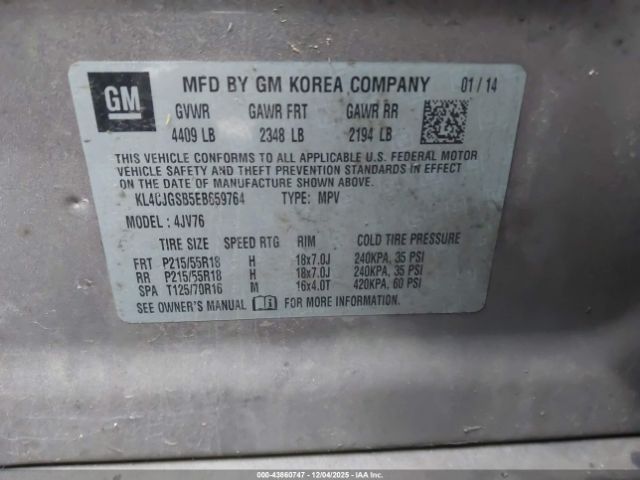 GM
MFD BY GM KOREA COMPANY 01/14
GVWR GAWR FRT GAWR RR
4409 LB 2348 LB 2194 LB
THIS VEHICLE CONFORMS TO ALL APPLICABLE U.S. FEDERAL MOTOR
VEHICLE SAFETY AND THEFT PREVENTION STANDARDS IN EFFECT
ON THE DATE OF MANUFACTURE SHOWN ABOVE.
KL4CJGSB5EB659764 TYPE: MPV
MODEL : 4JV76
TIRE SIZE SPEED RTG RIM COLD TIRE PRESSURE
FRT P215/55R18 H 18x7.0J 240KPA, 35 PSI
RR P215/55R18 H 18x7.0J 240KPA, 35 PSI
SPA T125/70R16 M 16x4.0T 420KPA, 60 PSI
SEE OWNER'S MANUAL FOR MORE INFORMATION
000-43860747 - 12/04/2025 - IAAI.COM